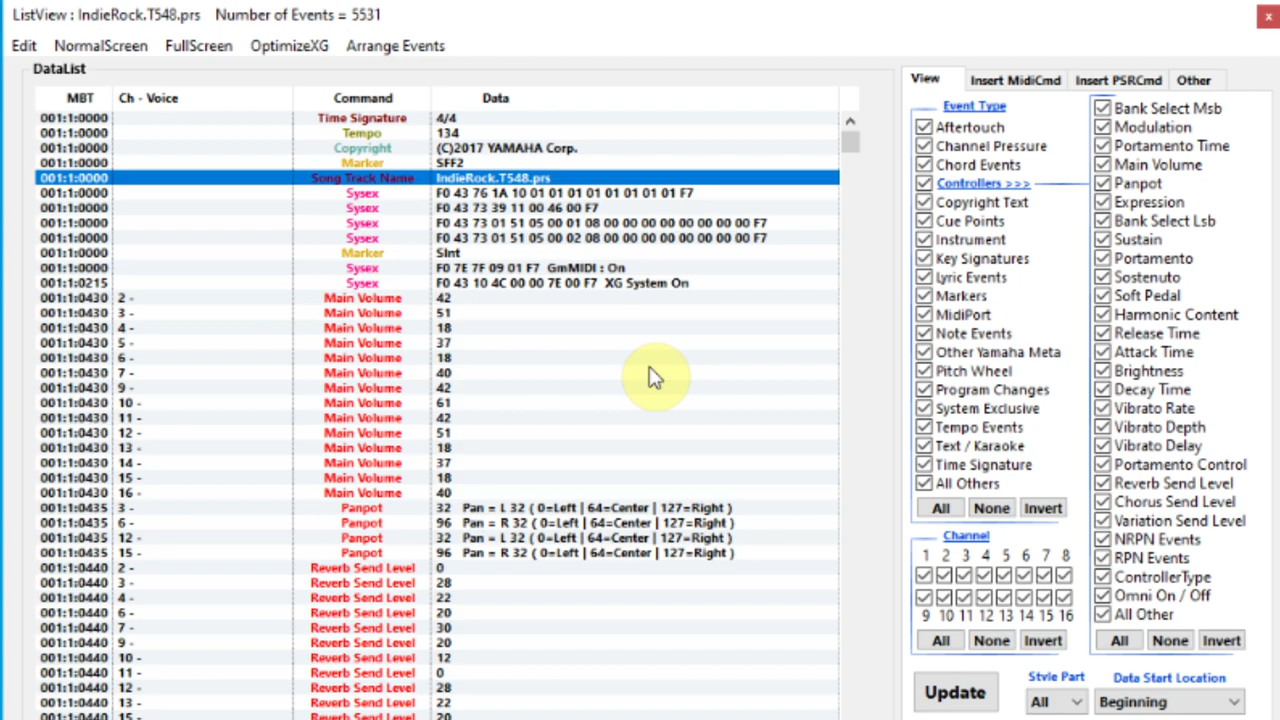 ListView : IndieRock.T548.prs Number of Events = 5531
x
Edit NormalScreen FullScreen OptimizeXG Arrange Events
DataList
MBT Ch - Voice Command Data
001:1:0000 Time Signature 4/4
001:1:0000 Tempo 134
001:1:0000 Copyright (C)2017 YAMAHA Corp.
001:1:0000 Marker SFF2
001:1:0000 Song Track Name IndieRock.T548.prs
001:1:0000 Sysex F0 43 76 1A 10 01 01 01 01 01 01 01 01 F7
001:1:0000 Sysex F0 43 73 39 11 00 46 00 F7
001:1:0000 Sysex F0 43 73 01 51 05 00 01 08 00 00 00 00 00 00 00 00 F7
001:1:0000 Sysex F0 43 73 01 51 05 00 02 08 00 00 00 00 00 00 00 00 F7
001:1:0000 Marker SInt
001:1:0000 Sysex F0 7E 7F 09 01 F7 GmMIDI : On
001:1:0215 Sysex F0 43 10 4C 00 00 7E 00 F7 XG System On
001:1:0430 2 - Main Volume 42
001:1:0430 3 - Main Volume 51
001:1:0430 4 - Main Volume 18
001:1:0430 5 - Main Volume 37
001:1:0430 6 - Main Volume 18
001:1:0430 7 - Main Volume 40
001:1:0430 9 - Main Volume 42
001:1:0430 10 - Main Volume 61
001:1:0430 11 - Main Volume 42
001:1:0430 12 - Main Volume 51
001:1:0430 13 - Main Volume 18
001:1:0430 14 - Main Volume 37
001:1:0430 15 - Main Volume 18
001:1:0430 16 - Main Volume 40
001:1:0435 3 - Panpot 32 Pan = L 32 ( 0=Left | 64=Center | 127=Right )
001:1:0435 6 - Panpot 96 Pan = R 32 ( 0=Left | 64=Center | 127=Right )
001:1:0435 12 - Panpot 32 Pan = L 32 ( 0=Left | 64=Center | 127=Right )
001:1:0435 15 - Panpot 96 Pan = R 32 ( 0=Left | 64=Center | 127=Right )
001:1:0440 2 - Reverb Send Level 0
001:1:0440 3 - Reverb Send Level 28
001:1:0440 4 - Reverb Send Level 22
001:1:0440 6 - Reverb Send Level 20
001:1:0440 7 - Reverb Send Level 30
001:1:0440 9 - Reverb Send Level 20
001:1:0440 10 - Reverb Send Level 12
001:1:0440 11 - Reverb Send Level 0
001:1:0440 12 - Reverb Send Level 28
001:1:0440 13 - Reverb Send Level 22
001:1:0440 15 - Reverb Send Level 20
View Insert MidiCmd Insert PSRCmd Other
Event Type
Aftertouch
Channel Pressure
Chord Events
Controllers >>>
Copyright Text
Cue Points
Instrument
Key Signatures
Lyric Events
Markers
MidiPort
Note Events
Other Yamaha Meta
Pitch Wheel
Program Changes
System Exclusive
Tempo Events
Text / Karaoke
Time Signature
All Others
All None Invert
Channel
1 2 3 4 5 6 7 8
9 10 11 12 13 14 15 16
All None Invert
Bank Select Msb
Modulation
Portamento Time
Main Volume
Panpot
Expression
Bank Select Lsb
Sustain
Portamento
Sostenuto
Soft Pedal
Harmonic Content
Release Time
Attack Time
Brightness
Decay Time
Vibrato Rate
Vibrato Depth
Vibrato Delay
Portamento Control
Reverb Send Level
Chorus Send Level
Variation Send Level
NRPN Events
RPN Events
ControllerType
Omni On / Off
All Other
All None Invert
Update
Style Part
All
Data Start Location
Beginning